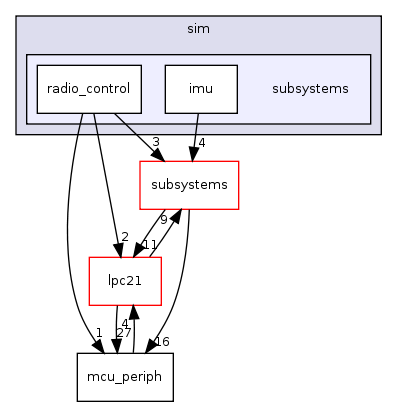 sim
radio_control
imu
subsystems
3
4
subsystems
9
2
11
lpc21
4
1
27
16
mcu_periph